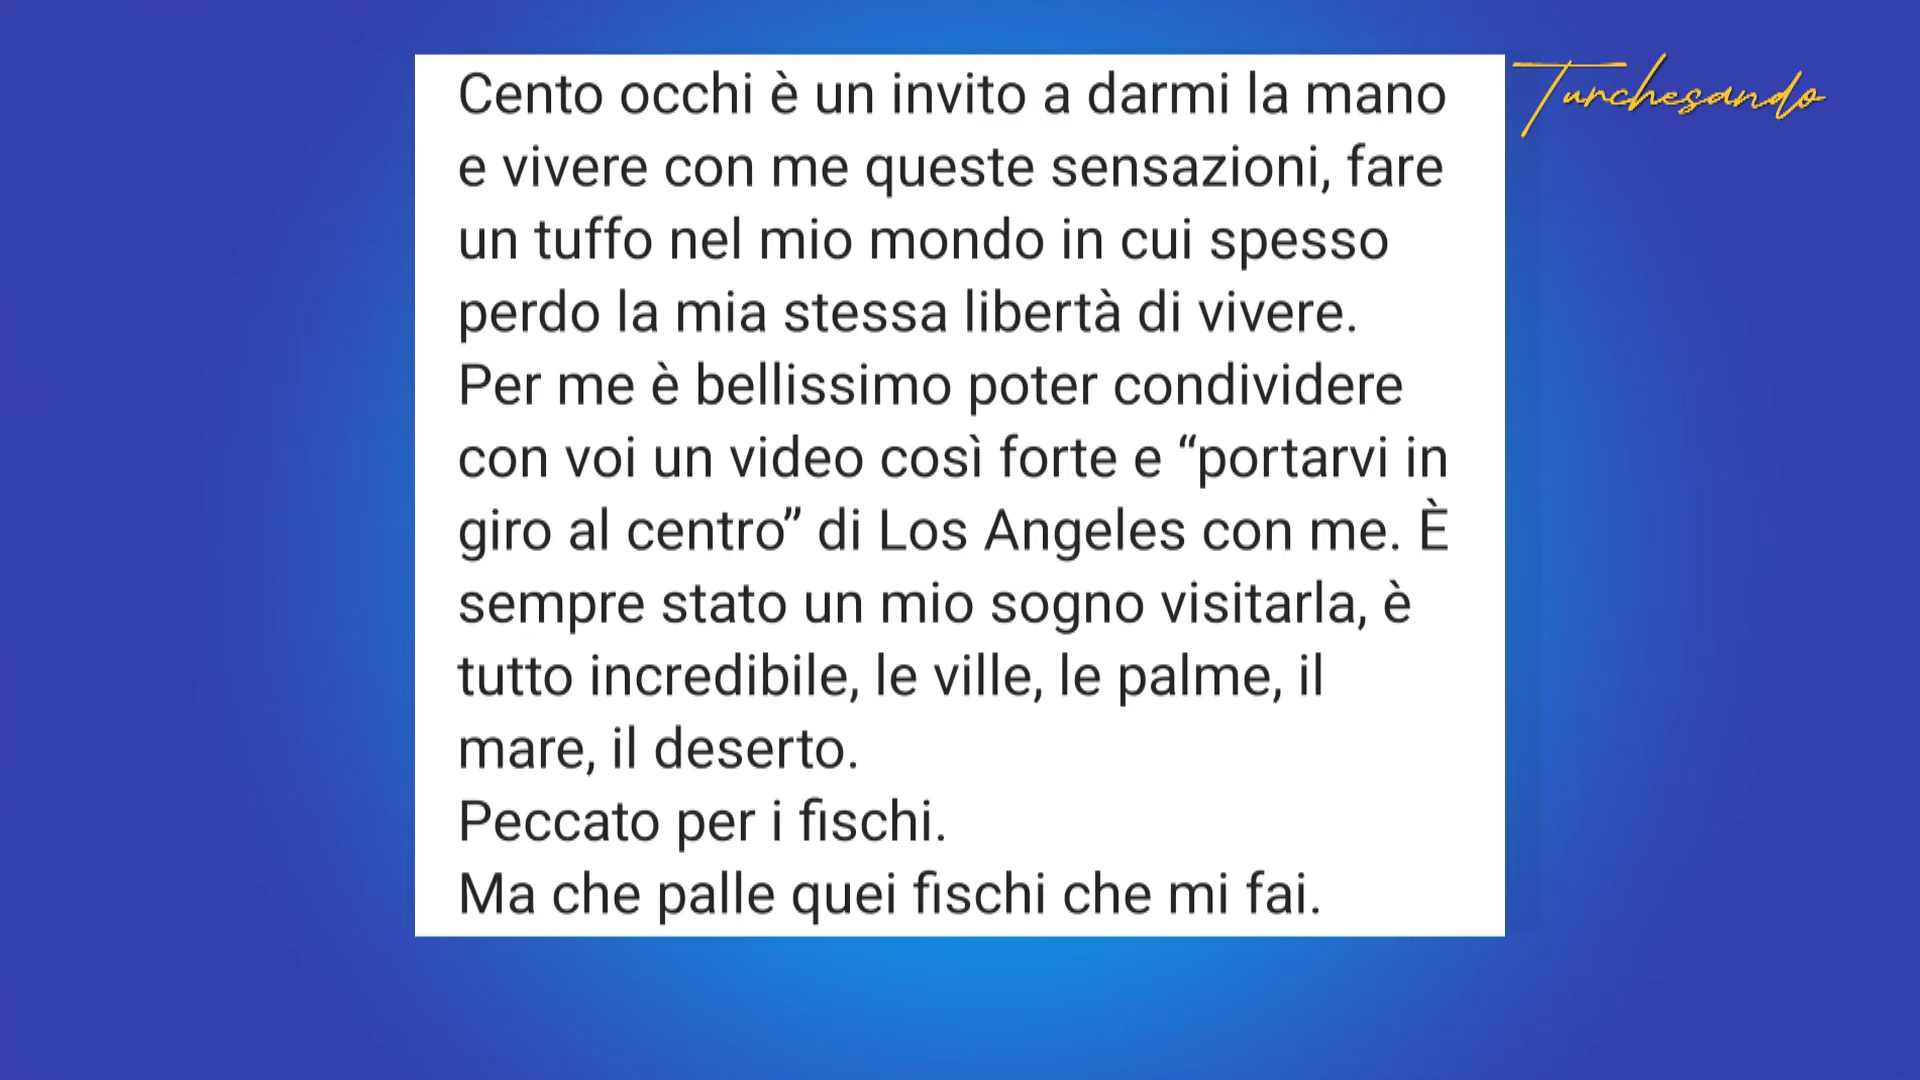 Cento occhi è un invito a darmi la mano
e vivere con me queste sensazioni, fare
un tuffo nel mio mondo in cui spesso
perdo la mia stessa libertà di vivere.
Per me è bellissimo poter condividere
con voi un video così forte e “portarvi in
giro al centro” di Los Angeles con me. È
sempre stato un mio sogno visitarla, è
tutto incredibile, le ville, le palme, il
mare, il deserto.
Peccato per i fischi.
Ma che palle quei fischi che mi fai.
Turchesando